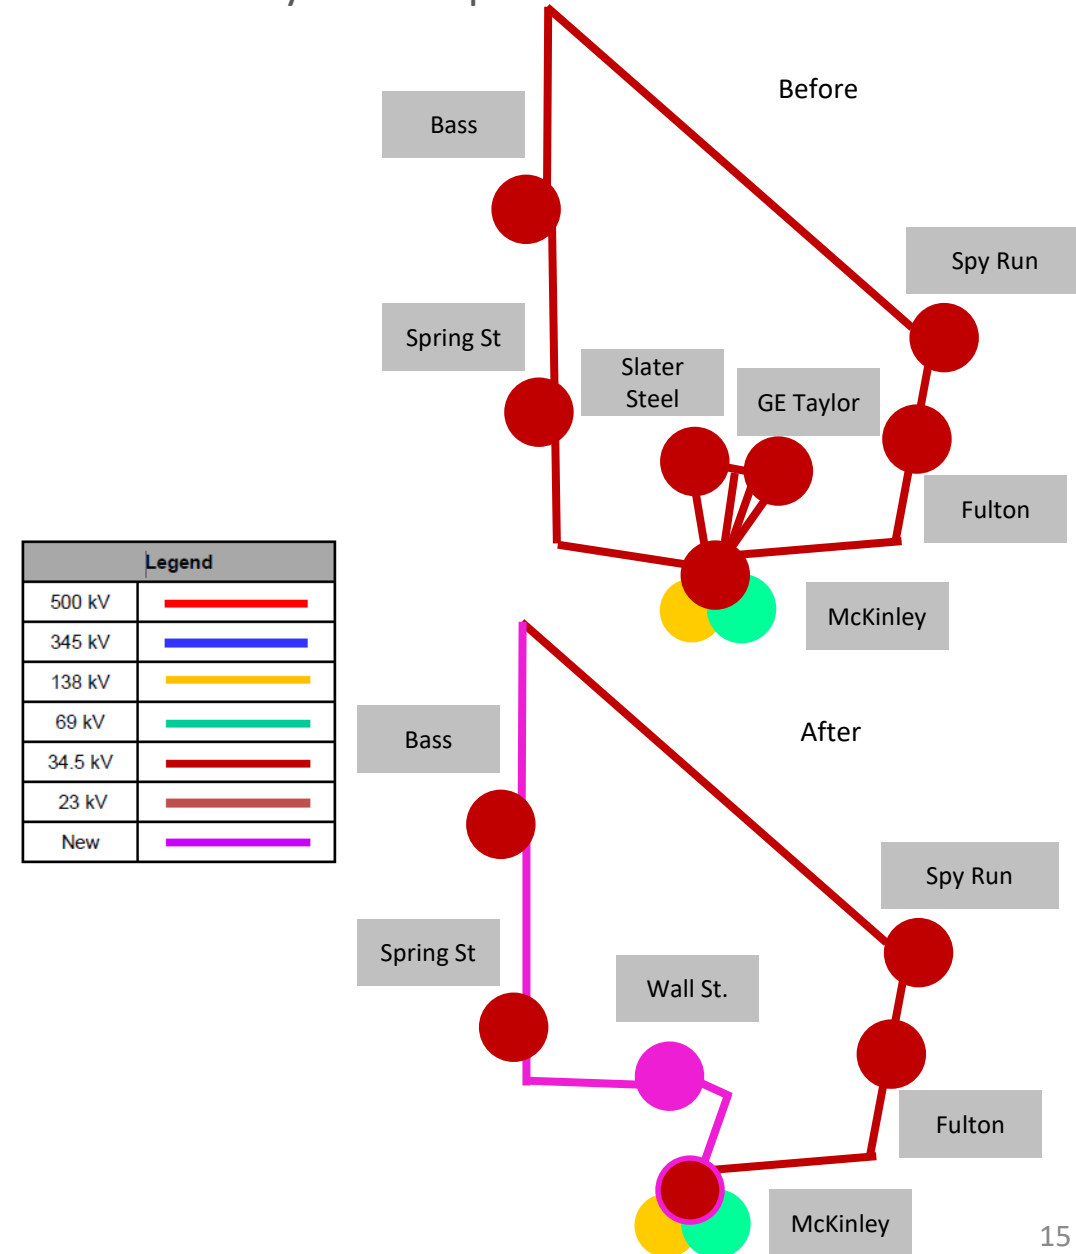 Before
Bass
Spy Run
Spring St
Slater
Steel
GE Taylor
Fulton
McKinley
Legend
500 kV
345 kV
138 kV
69 kV
34.5 kV
23 kV
New
After
Bass
Spy Run
Spring St
Wall St.
Fulton
McKinley
15